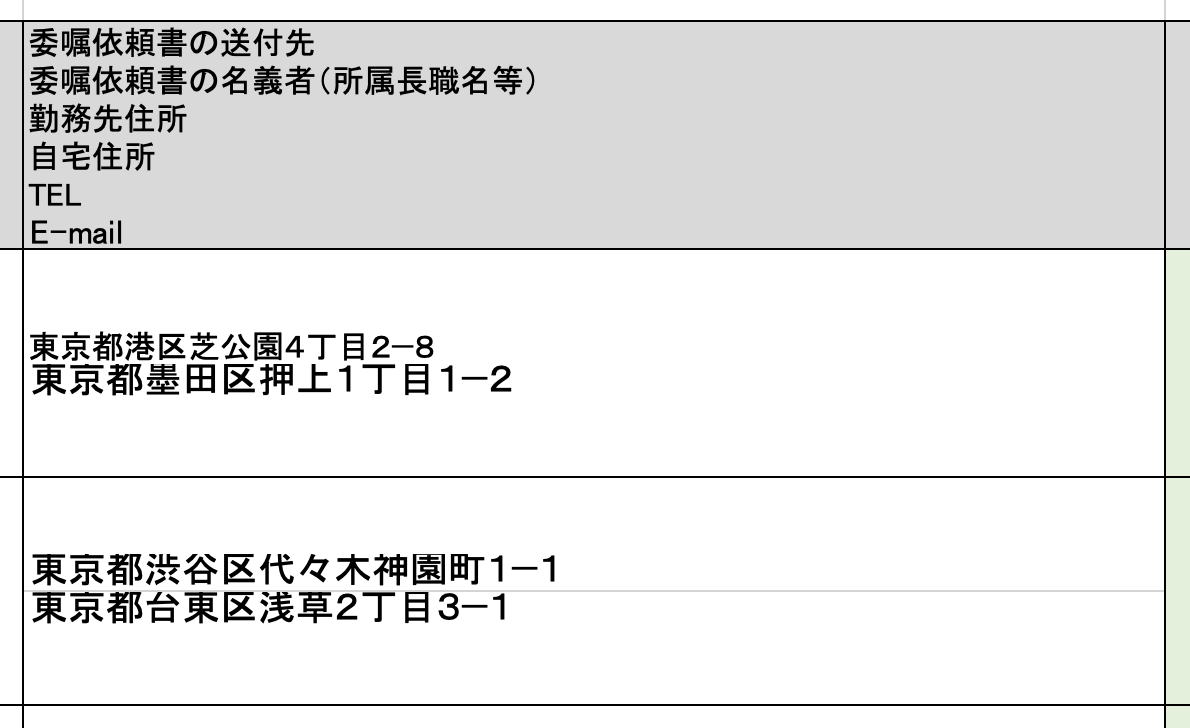 委嘱依頼書の送付先
委嘱依頼書の名義者（所属長職名等）
勤務先住所
自宅住所
TEL
E-mail
東京都港区芝公園4丁目2-8
東京都墨田区押上1丁目1-2
東京都渋谷区代々木神園町1-1
東京都台東区浅草2丁目3-1